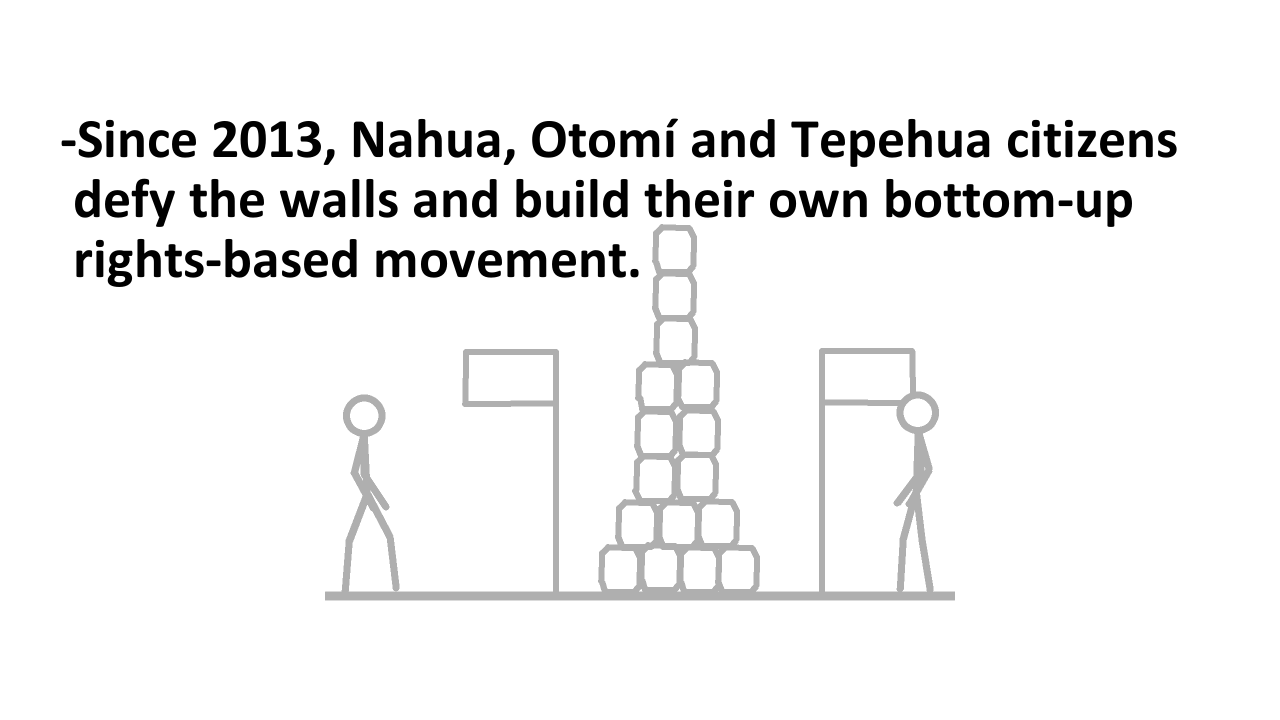 -Since 2013, Nahua, Otomí and Tepehua citizens
defy the walls and build their own bottom-up
rights-based movement.